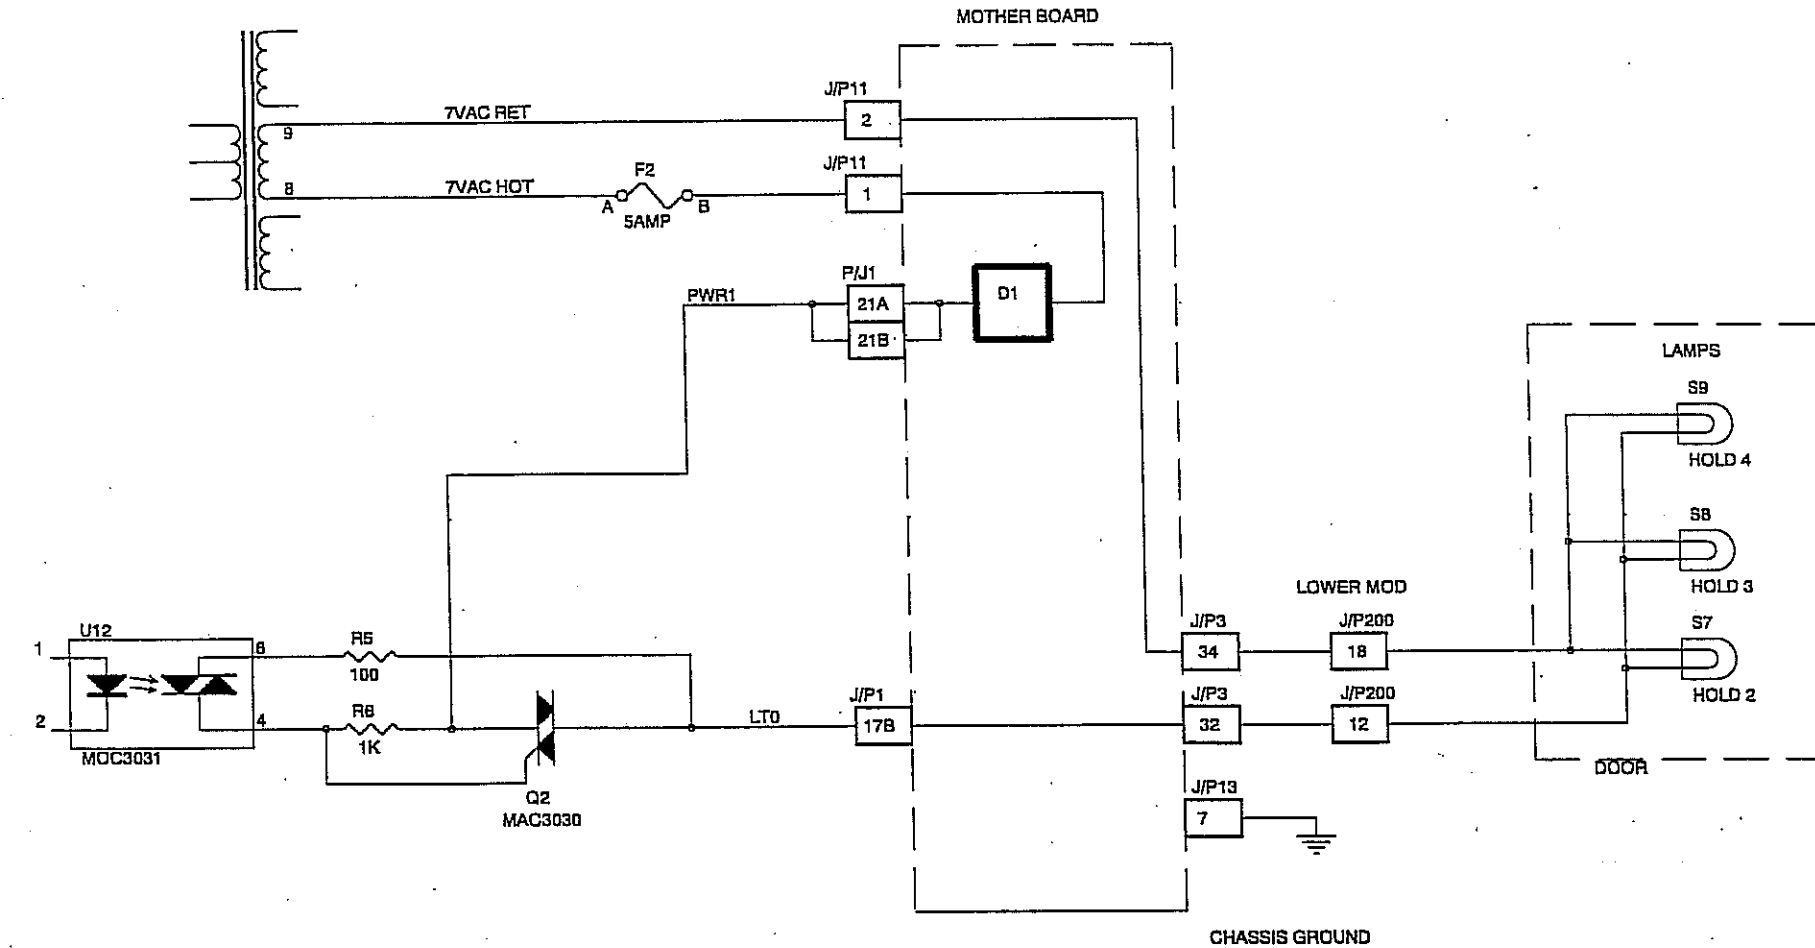 MOTHER BOARD
J/P11
7VAC RET
2
9
J/P11
F2
8
7VAC HOT
1
A
B
5AMP
P/J1
PWR1
21A
D1
21B
LAMPS
S9
HOLD 4
S8
HOLD 3
LOWER MOD
S7
J/P3
J/P200
U12
R5
1
6
34
18
100
HOLD 2
J/P1
J/P3
J/P200
R6
2
4
LT0
17B
32
12
1K
MOC3031
DOOR
J/P13
Q2
7
MAC3030
CHASSIS GROUND